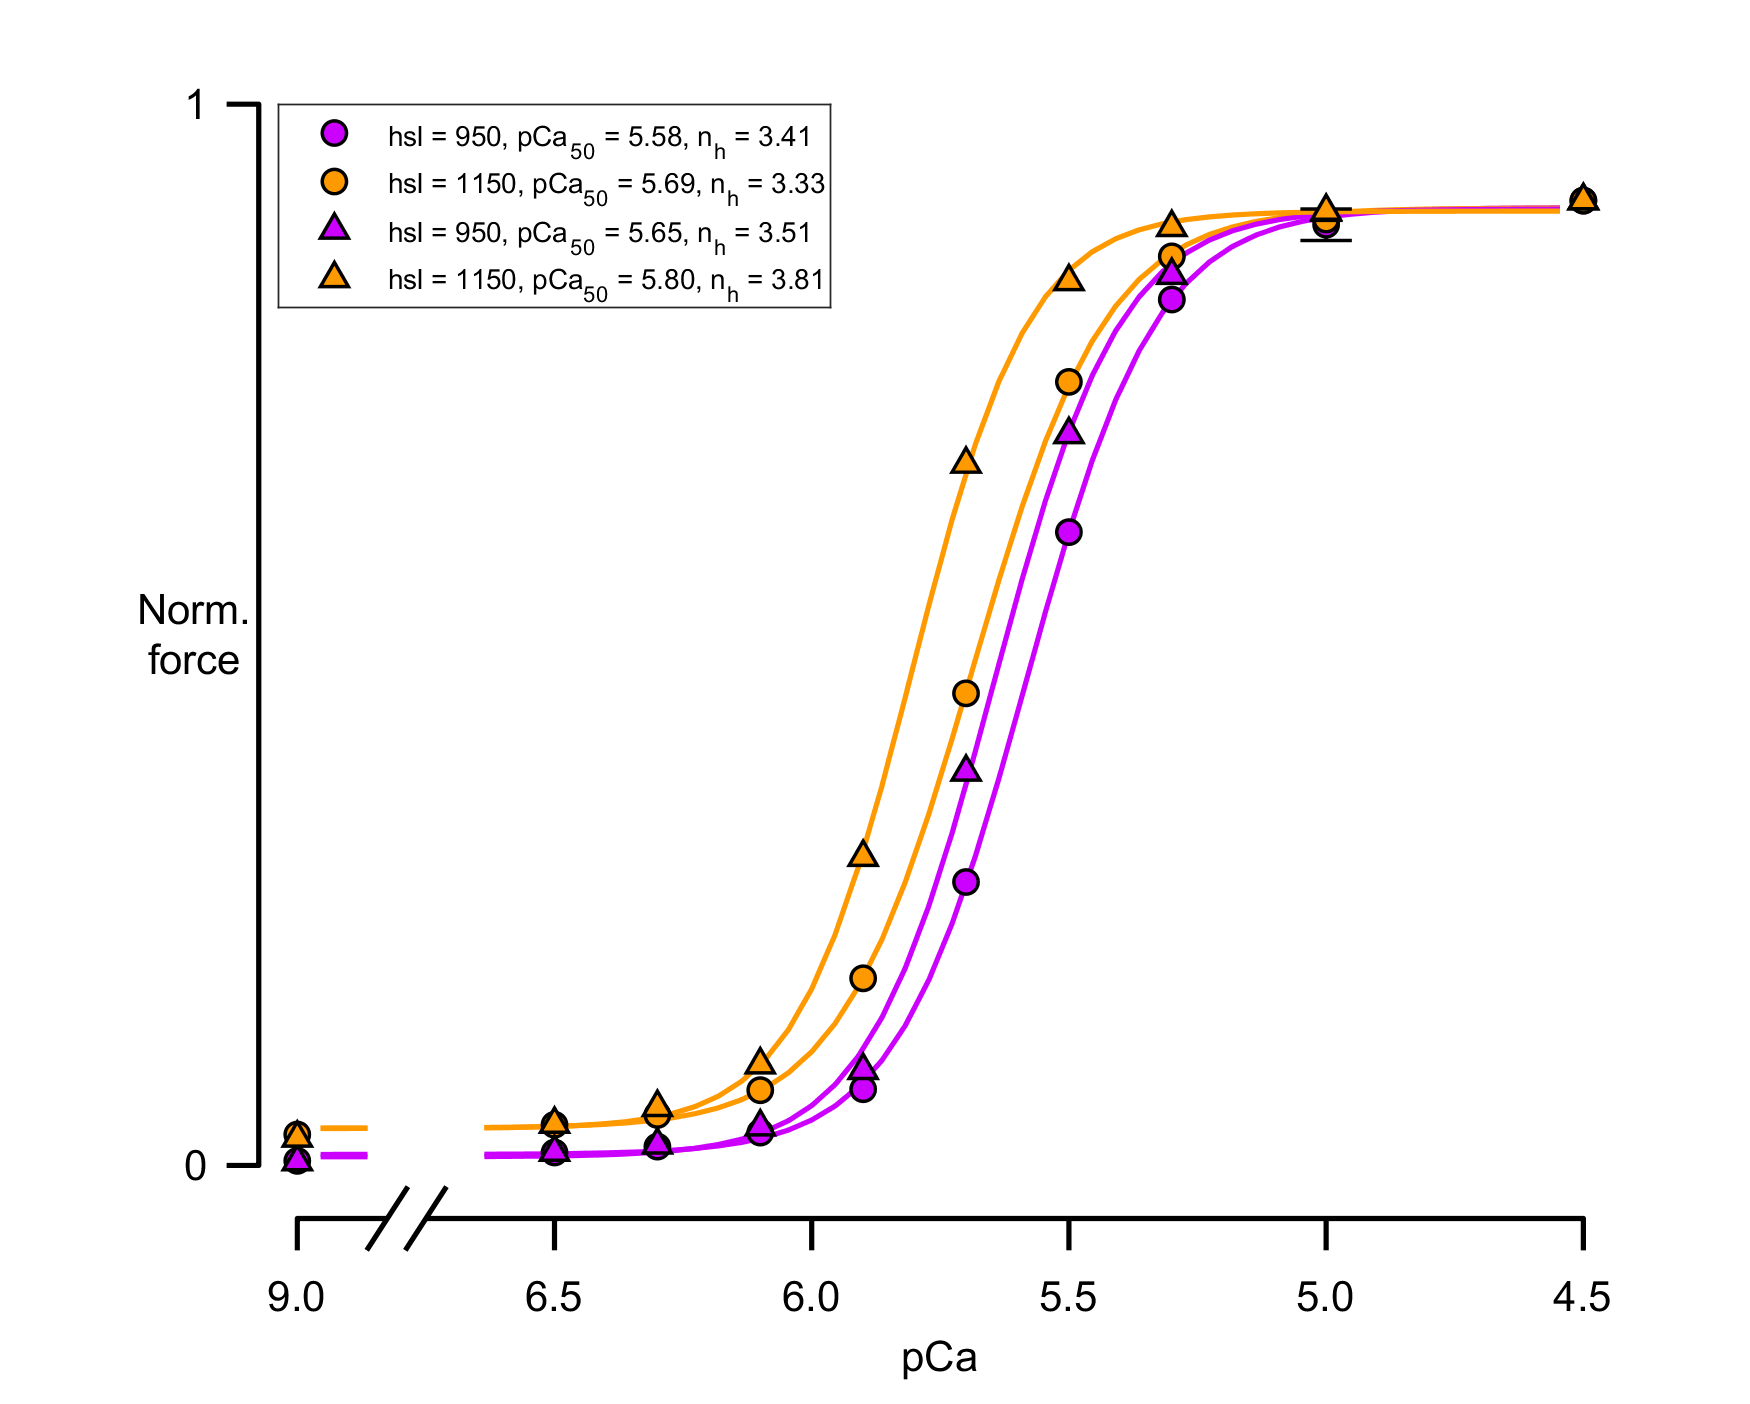 1
hsl = 950, pCa50 = 5.58, nh = 3.41
hsl = 1150, pCa50 = 5.69, nh = 3.33
hsl = 950, pCa50 = 5.65, nh = 3.51
hsl = 1150, pCa50 = 5.80, nh = 3.81
Norm.
force
0
9.0 6.5 6.0 5.5 5.0 4.5
pCa